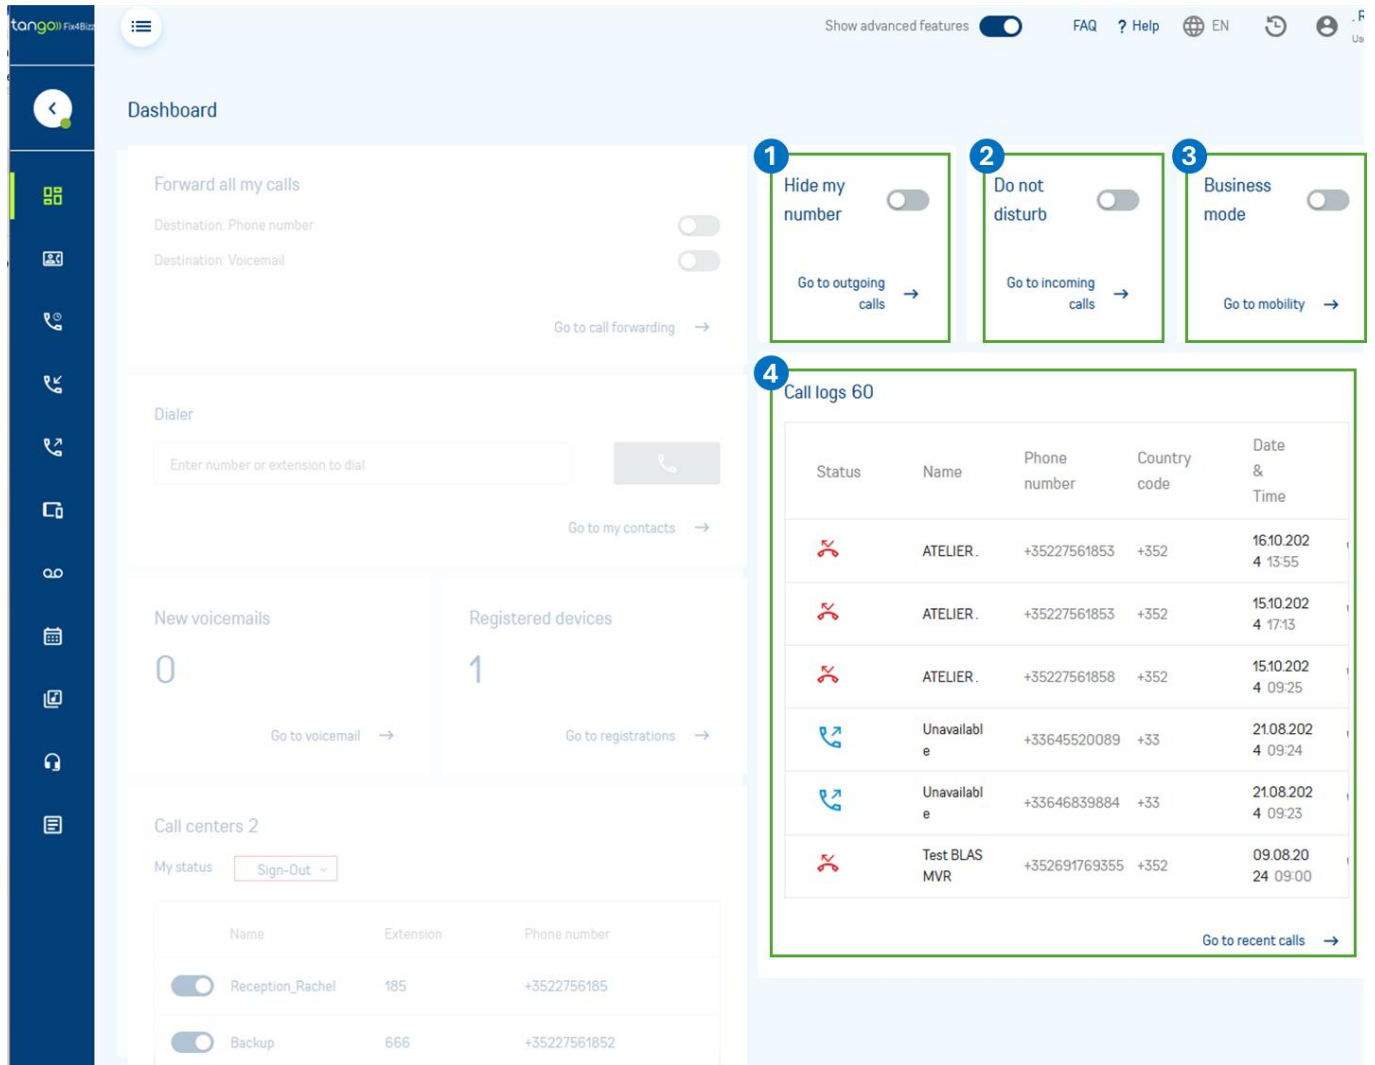 tango Fix4Bizz
Show advanced features
FAQ
? Help
EN
. R
Us
Dashboard
Forward all my calls
Destination: Phone number
Destination: Voicemail
Go to call forwarding →
1
Hide my
number
Go to outgoing
calls →
2
Do not
disturb
Go to incoming
calls →
3
Business
mode
Go to mobility →
Dialer
Enter number or extension to dial
Go to my contacts →
New voicemails
0
Go to voicemail →
Registered devices
1
Go to registrations →
Call centers 2
My status Sign-Out
Name Extension Phone number
Reception_Rachel 185 +3522756185
Backup 666 +35227561852
4
Call logs 60
Status Name Phone
number Country
code Date
&
Time
ATELIER . +35227561853 +352 16.10.202
4 13:55
ATELIER . +35227561853 +352 15.10.202
4 17:13
ATELIER . +35227561858 +352 15.10.202
4 09:25
Unavailabl
e +33645520089 +33 21.08.202
4 09:24
Unavailabl
e +33646839884 +33 21.08.202
4 09:23
Test BLAS
MVR +352691769355 +352 09.08.20
24 09:00
Go to recent calls →